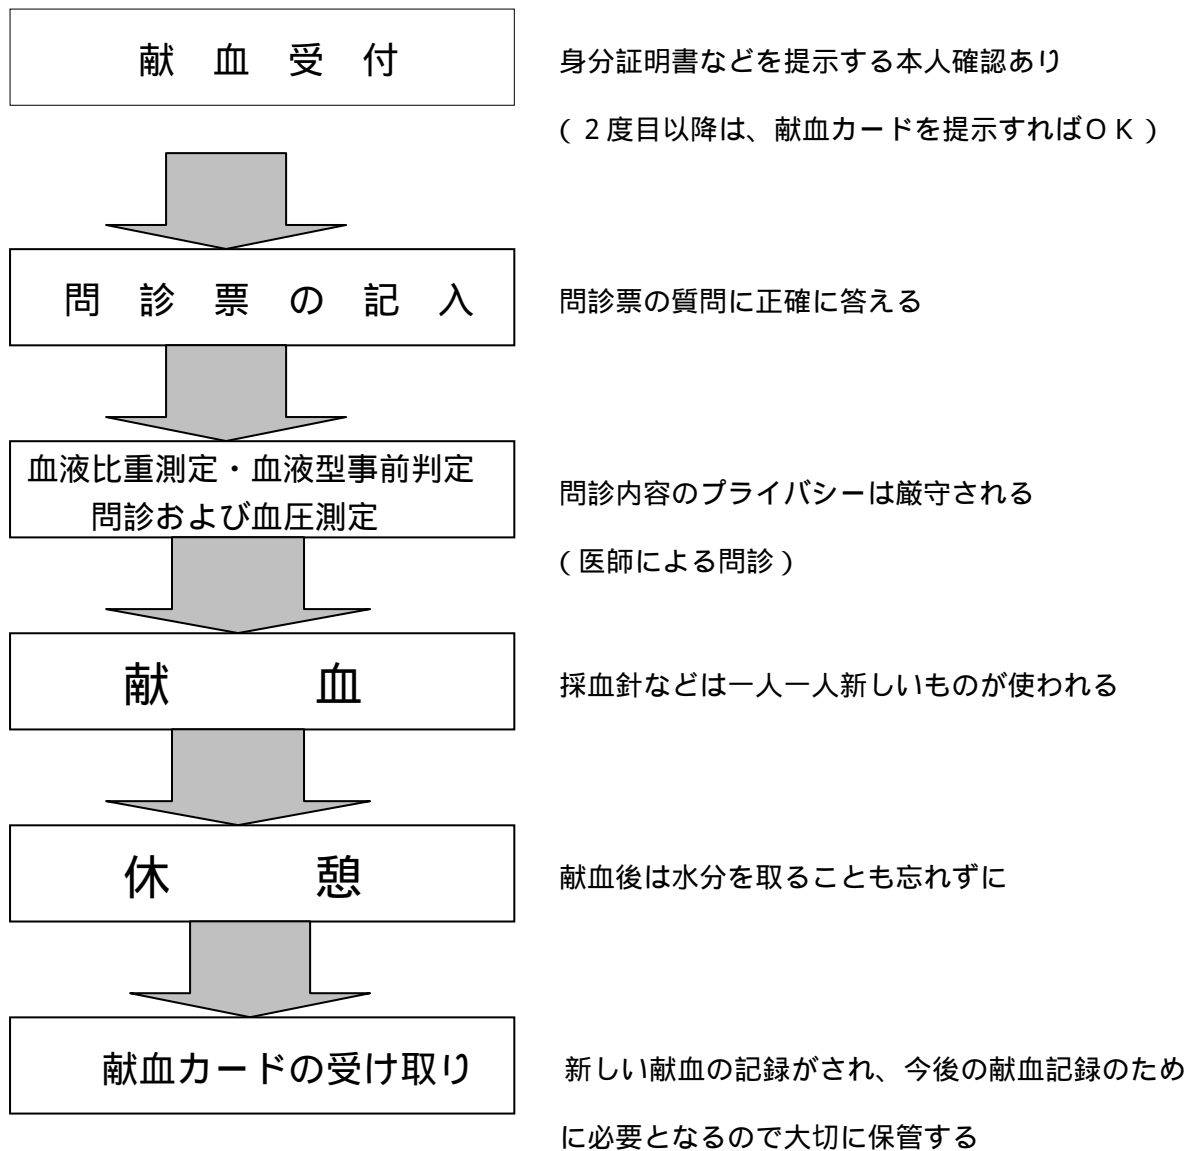 献 血 受 付
身分証明書などを提示する本人確認あり
(2度目以降は、献血カードを提示すればOK)
問 診 票 の 記 入
問診票の質問に正確に答える
血液比重測定・血液型事前判定
問診および血圧測定
問診内容のプライバシーは厳守される
(医師による問診)
献 血
採血針などは一人一人新しいものが使われる
休 憩
献血後は水分を取ることも忘れずに
献血カードの受け取り
新しい献血の記録がされ、今後の献血記録のため
に必要となるので大切に保管する